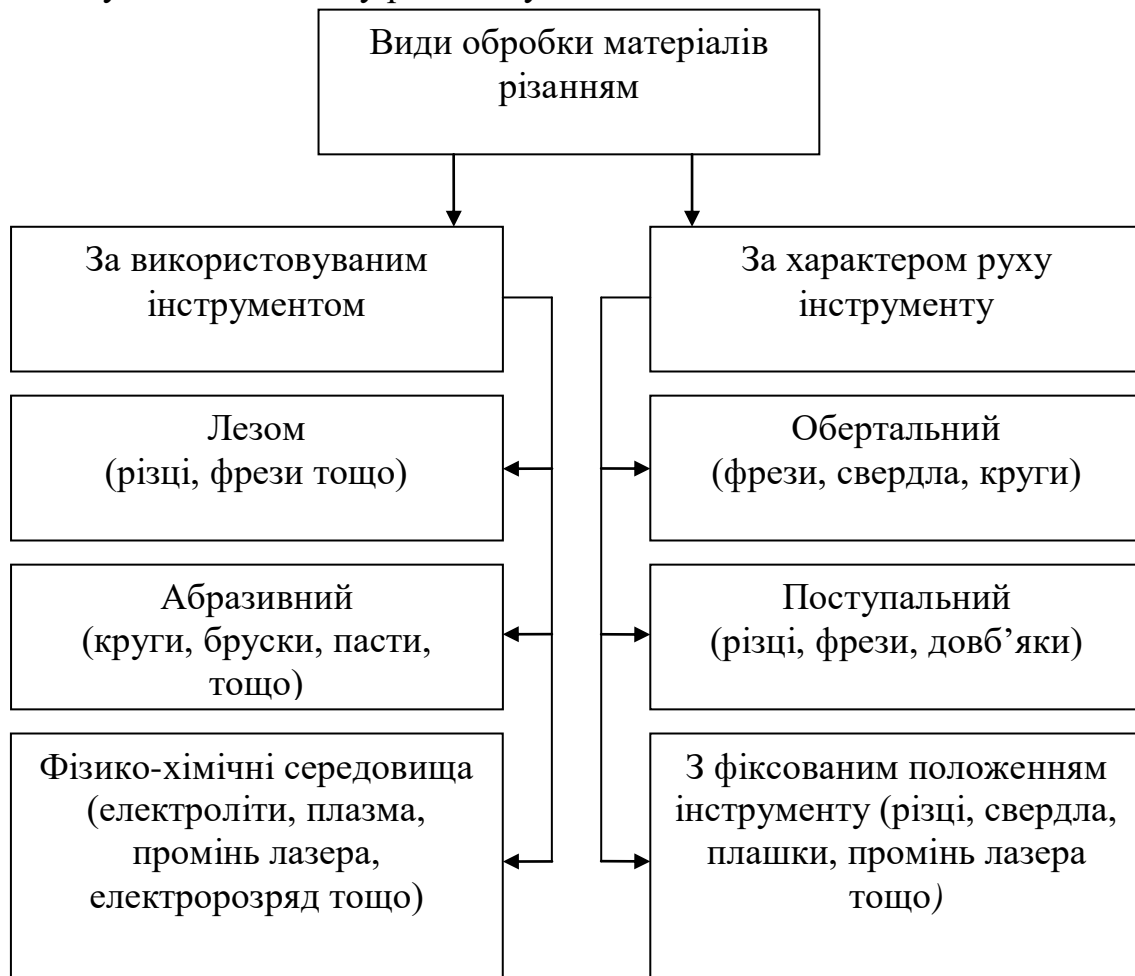 Види обробки матеріалів
різанням
За використовуваним
інструментом
Лезом
(різці, фрези тощо)
Абразивний
(круги, бруски, пасти,
тощо)
Фізико-хімічні середовища
(електроліти, плазма,
промінь лазера,
електророзряд тощо)
За характером руху
інструменту
Обертальний
(фрези, свердла, круги)
Поступальний
(різці, фрези, довб’яки)
З фіксованим положенням
інструменту (різці, свердла,
плашки, промінь лазера
тощо)